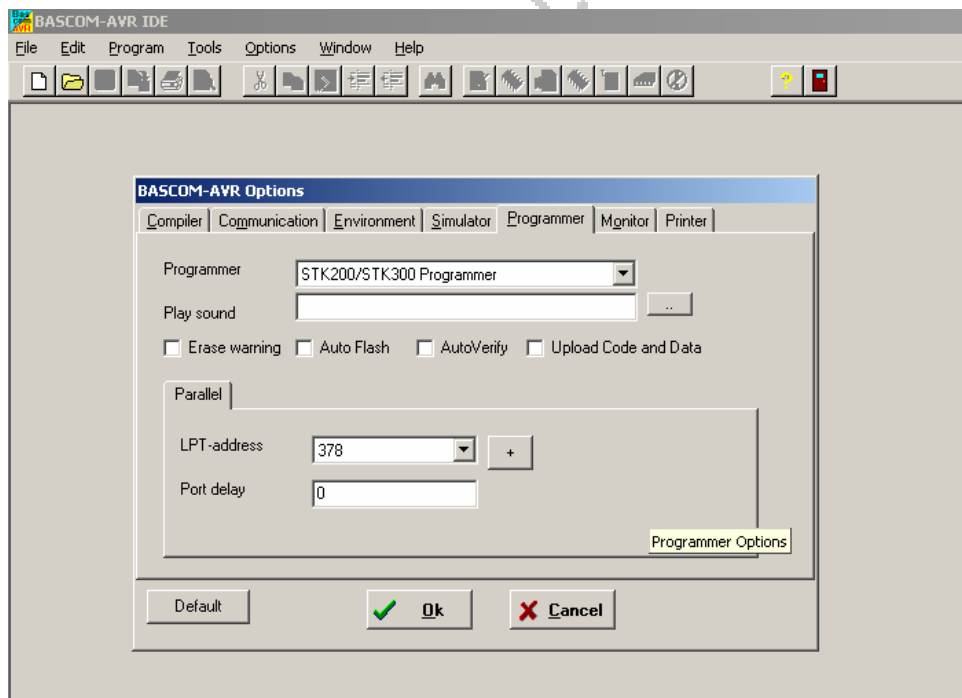 BASCOM-AVR IDE
File Edit Program Tools Options Window Help
BASCOM-AVR Options
Compiler Communication Environment Simulator Programmer Monitor Printer
Programmer STK200/STK300 Programmer
Play sound ..
Erase warning Auto Flash AutoVerify Upload Code and Data
Parallel
LPT-address 378 +
Port delay 0
Programmer Options
Default Ok Cancel